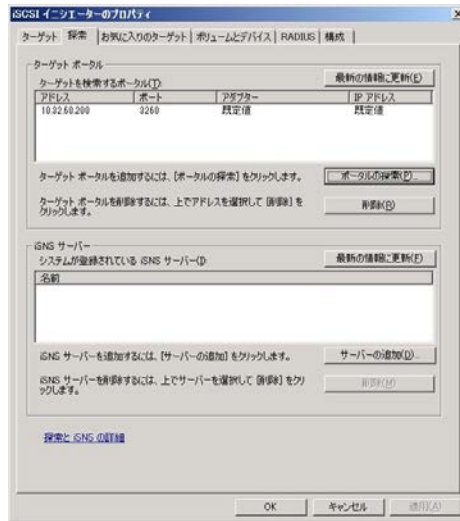 iSCSI イニシエーターのプロパティ
ターゲット 探索 お気に入りのターゲット ボリュームとデバイス RADIUS 構成
ターゲット ポータル
ターゲットを検索するポータル(T): 最新の情報に更新(E)
アドレス ポート アダプター IP アドレス
10.32.60.200 3260 既定値 既定値
ターゲット ポータルを追加するには、[ポータルの探索] をクリックします。 ポータルの探索(P)...
ターゲット ポータルを削除するには、上でアドレスを選択して [削除] を 削除(R)
クリックします。
iSNS サーバー
システムが登録されている iSNS サーバー(I): 最新の情報に更新(F)
名前
iSNS サーバーを追加するには、[サーバーの追加] をクリックします。 サーバーの追加(D)...
iSNS サーバーを削除するには、上でサーバーを選択して [削除] をクリ 削除(M)
ックします。
探索と iSNS の詳細
OK キャンセル 適用(A)